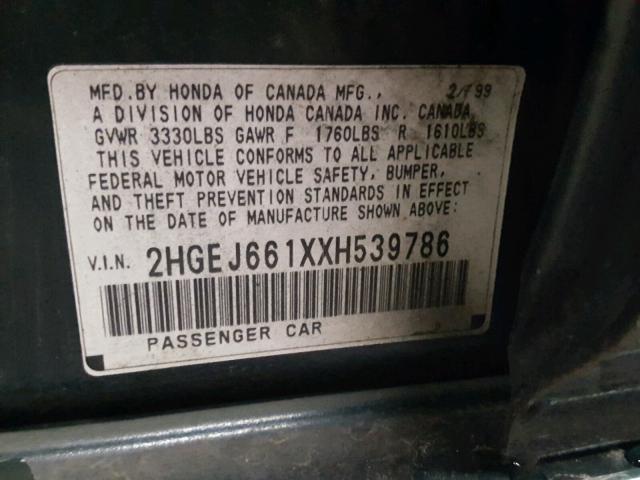 MFD. BY HONDA OF CANADA MFG., 2/99
A DIVISION OF HONDA CANADA INC. CANADA
GVWR 3330LBS GAWR F 1760LBS R 1610LBS
THIS VEHICLE CONFORMS TO ALL APPLICABLE
FEDERAL MOTOR VEHICLE SAFETY, BUMPER,
AND THEFT PREVENTION STANDARDS IN EFFECT
ON THE DATE OF MANUFACTURE SHOWN ABOVE:
V.I.N. 2HGEJ661XXH539786
PASSENGER CAR